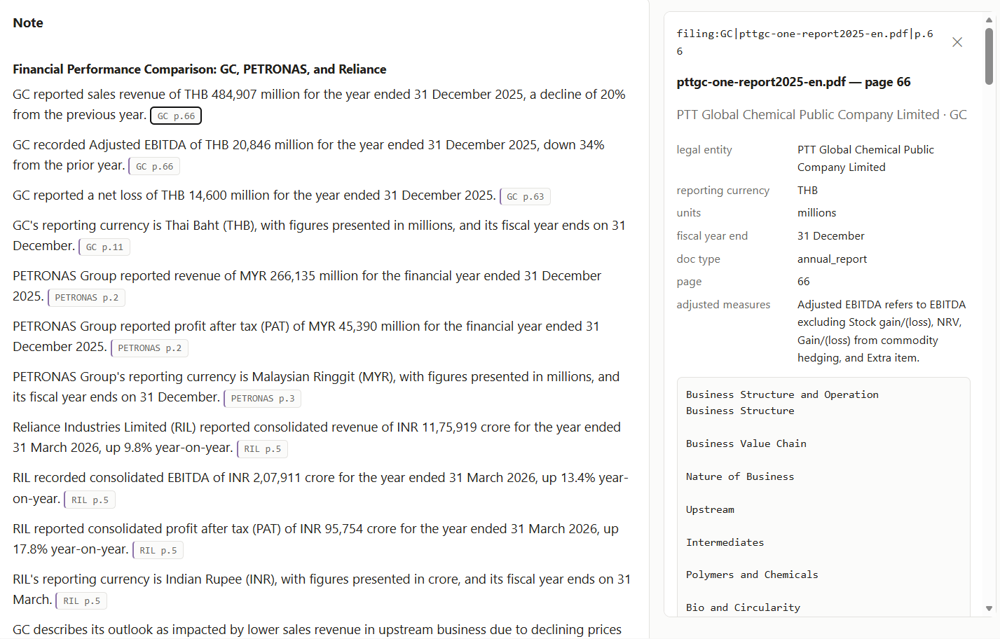 Note
Financial Performance Comparison: GC, PETRONAS, and Reliance
GC reported sales revenue of THB 484,907 million for the year ended 31 December 2025, a decline of 20%
from the previous year. GC p.66
GC recorded Adjusted EBITDA of THB 20,846 million for the year ended 31 December 2025, down 34%
from the prior year. GC p.66
GC reported a net loss of THB 14,600 million for the year ended 31 December 2025. GC p.63
GC's reporting currency is Thai Baht (THB), with figures presented in millions, and its fiscal year ends on 31
December. GC p.11
PETRONAS Group reported revenue of MYR 266,135 million for the financial year ended 31 December
2025. PETRONAS p.2
PETRONAS Group reported profit after tax (PAT) of MYR 45,390 million for the financial year ended 31
December 2025. PETRONAS p.2
PETRONAS Group's reporting currency is Malaysian Ringgit (MYR), with figures presented in millions, and
its fiscal year ends on 31 December. PETRONAS p.3
Reliance Industries Limited (RIL) reported consolidated revenue of INR 11,75,919 crore for the year ended
31 March 2026, up 9.8% year-on-year. RIL p.5
RIL recorded consolidated EBITDA of INR 2,07,911 crore for the year ended 31 March 2026, up 13.4% year-
on-year. RIL p.5
RIL reported consolidated profit after tax (PAT) of INR 95,754 crore for the year ended 31 March 2026, up
17.8% year-on-year. RIL p.5
RIL's reporting currency is Indian Rupee (INR), with figures presented in crore, and its fiscal year ends on 31
March. RIL p.5
GC describes its outlook as impacted by lower sales revenue in upstream business due to declining prices
filing:GC|pttgc-one-report2025-en.pdf|p.6
6
pttgc-one-report2025-en.pdf — page 66
PTT Global Chemical Public Company Limited · GC
legal entity PTT Global Chemical Public
Company Limited
reporting currency THB
units millions
fiscal year end 31 December
doc type annual_report
page 66
adjusted measures Adjusted EBITDA refers to EBITDA
excluding Stock gain/(loss), NRV,
Gain/(loss) from commodity
hedging, and Extra item.
Business Structure and Operation
Business Structure
Business Value Chain
Nature of Business
Upstream
Intermediates
Polymers and Chemicals
Bio and Circularity